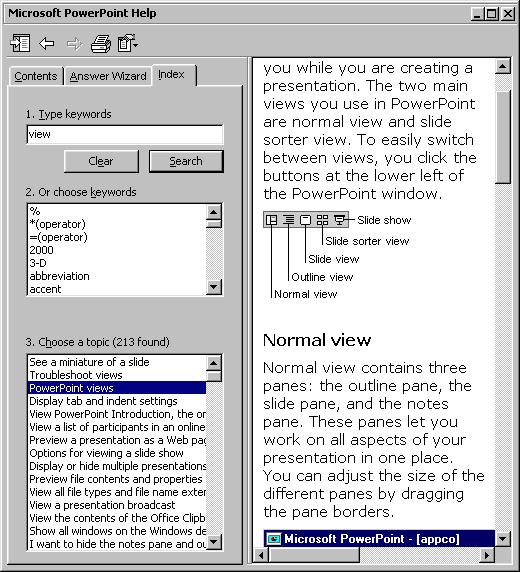 Microsoft PowerPoint Help
Contents
Answer Wizard
Index
1. Type keywords
view
Clear
Search
2. Or choose keywords
%
*(operator)
=(operator)
2000
3-D
abbreviation
accent
3. Choose a topic (213 found)
See a miniature of a slide
Troubleshoot views
PowerPoint views
Display tab and indent settings
View PowerPoint Introduction, the or
View a list of participants in an online
Preview a presentation as a Web pag
Options for viewing a slide show
Display or hide multiple presentations
Preview file contents and properties
View all file types and file name exter
View a presentation broadcast
View the contents of the Office Clipb
Show all windows on the Windows de
I want to hide the notes pane and ou
you while you are creating a
presentation. The two main
views you use in PowerPoint
are normal view and slide
sorter view. To easily switch
between views, you click the
buttons at the lower left of
the PowerPoint window.
Slide show
Slide sorter view
Slide view
Outline view
Normal view
Normal view
Normal view contains three
panes: the outline pane, the
slide pane, and the notes
pane. These panes let you
work on all aspects of your
presentation in one place.
You can adjust the size of the
different panes by dragging
the pane borders.
Microsoft PowerPoint - [appco]